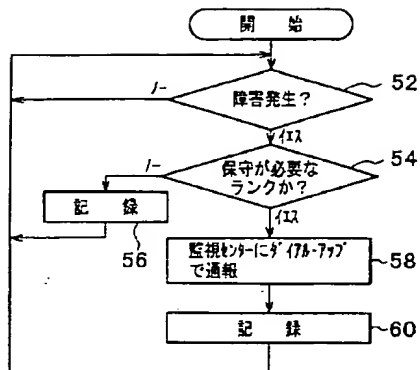 開 始
障害発生?
52
ノー
イエス
保守が必要な
ランクか?
54
ノー
イエス
記 録
56
監視センターにダイアル-アップ
で通報
58
記 録
60